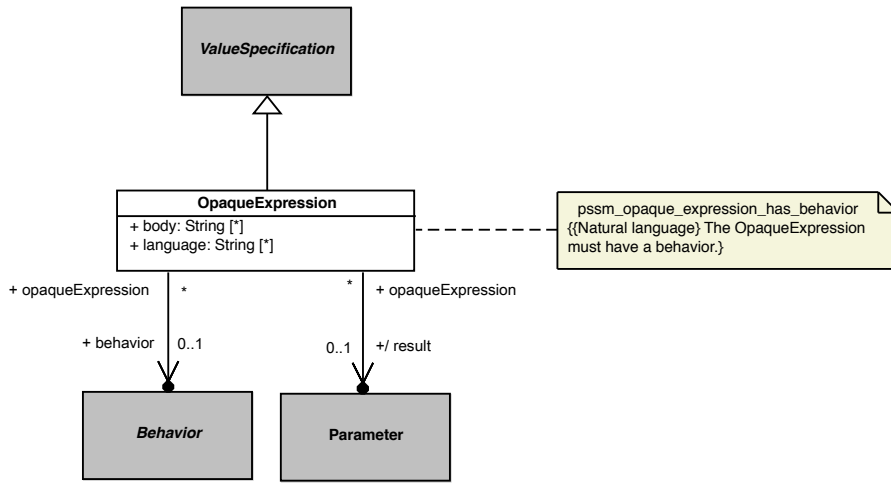 ValueSpecification
OpaqueExpression
+ body: String [*]
+ language: String [*]
pssm_opaque_expression_has_behavior
{{Natural language} The OpaqueExpression
must have a behavior.}
+ opaqueExpression
*
*
+ opaqueExpression
+ behavior
0..1
0..1
+/ result
Behavior
Parameter